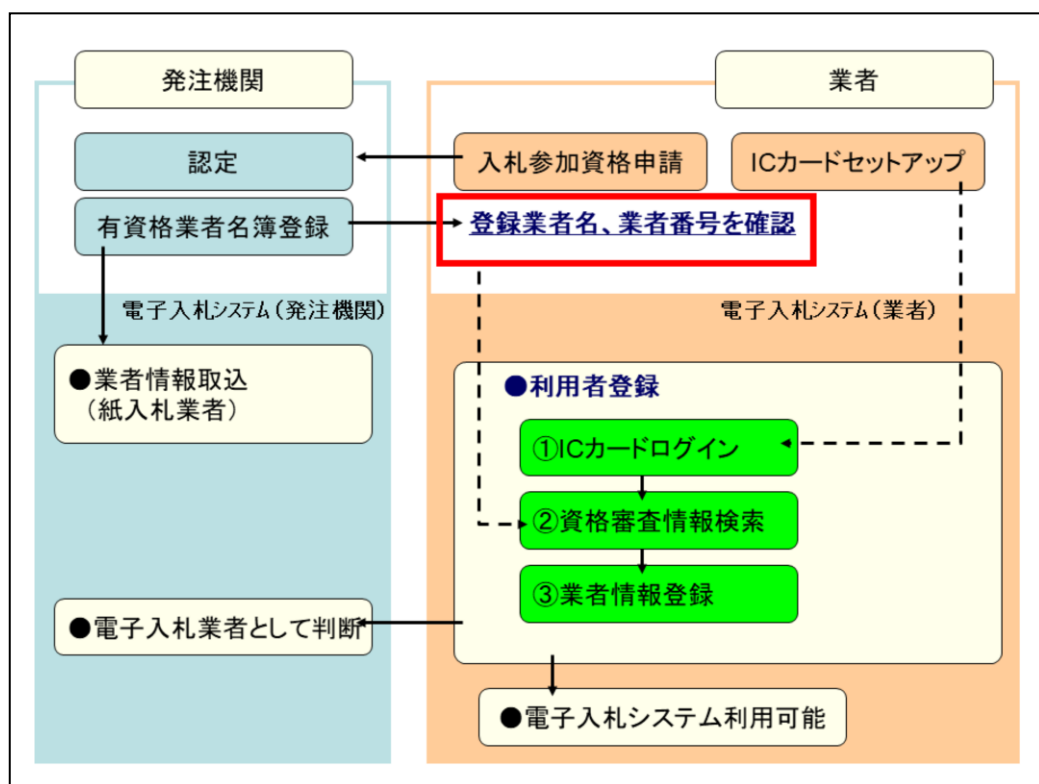 発注機関
業者
認定
入札参加資格申請
ICカードセットアップ
有資格業者名簿登録
登録業者名、業者番号を確認
電子入札システム(発注機関)
電子入札システム(業者)
●業者情報取込
(紙入札業者)
●利用者登録
①ICカードログイン
②資格審査情報検索
③業者情報登録
●電子入札業者として判断
●電子入札システム利用可能